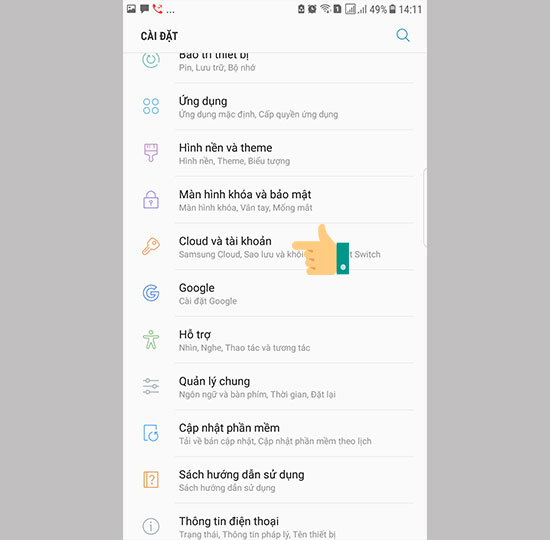 ... 49% 14:11
CÀI ĐẶT
Bảo trì thiết bị
Pin, Lưu trữ, Bộ nhớ
Ứng dụng
Ứng dụng mặc định, Cấp quyền ứng dụng
Hình nền và theme
Hình nền, Theme, Biểu tượng
Màn hình khóa và bảo mật
Màn hình khóa, Vân tay, Mống mắt
Cloud và tài khoản
Samsung Cloud, Sao lưu và Switch
Google
Cài đặt Google
Hỗ trợ
Nhìn, Nghe, Thao tác và tương tác
Quản lý chung
Ngôn ngữ và bàn phím, Thời gian, Đặt lại
Cập nhật phần mềm
Tải về bản cập nhật, Cập nhật phần mềm theo lịch
Sách hướng dẫn sử dụng
Sách hướng dẫn sử dụng
Thông tin điện thoại
Trạng thái, Thông tin pháp lý, Tên thiết bị